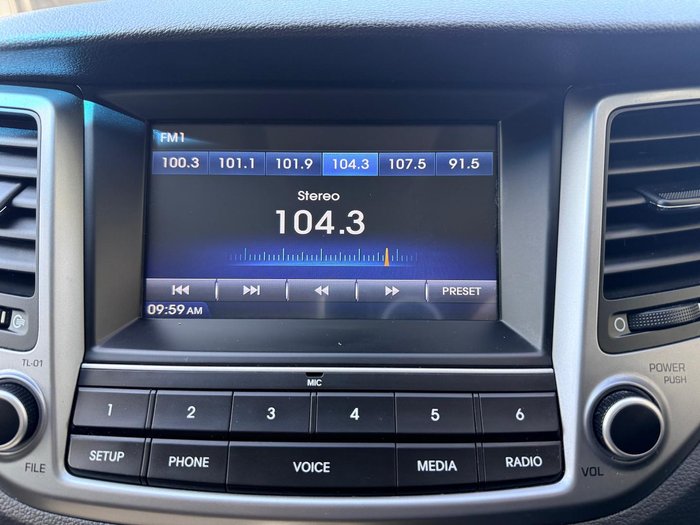 FM1
100.3 101.1 101.9 104.3 107.5 91.5
Stereo
104.3
PRESET
09:59 AM
TL-01
MIC
POWER
PUSH
1 2 3 4 5 6
SETUP PHONE VOICE MEDIA RADIO
FILE
VOL